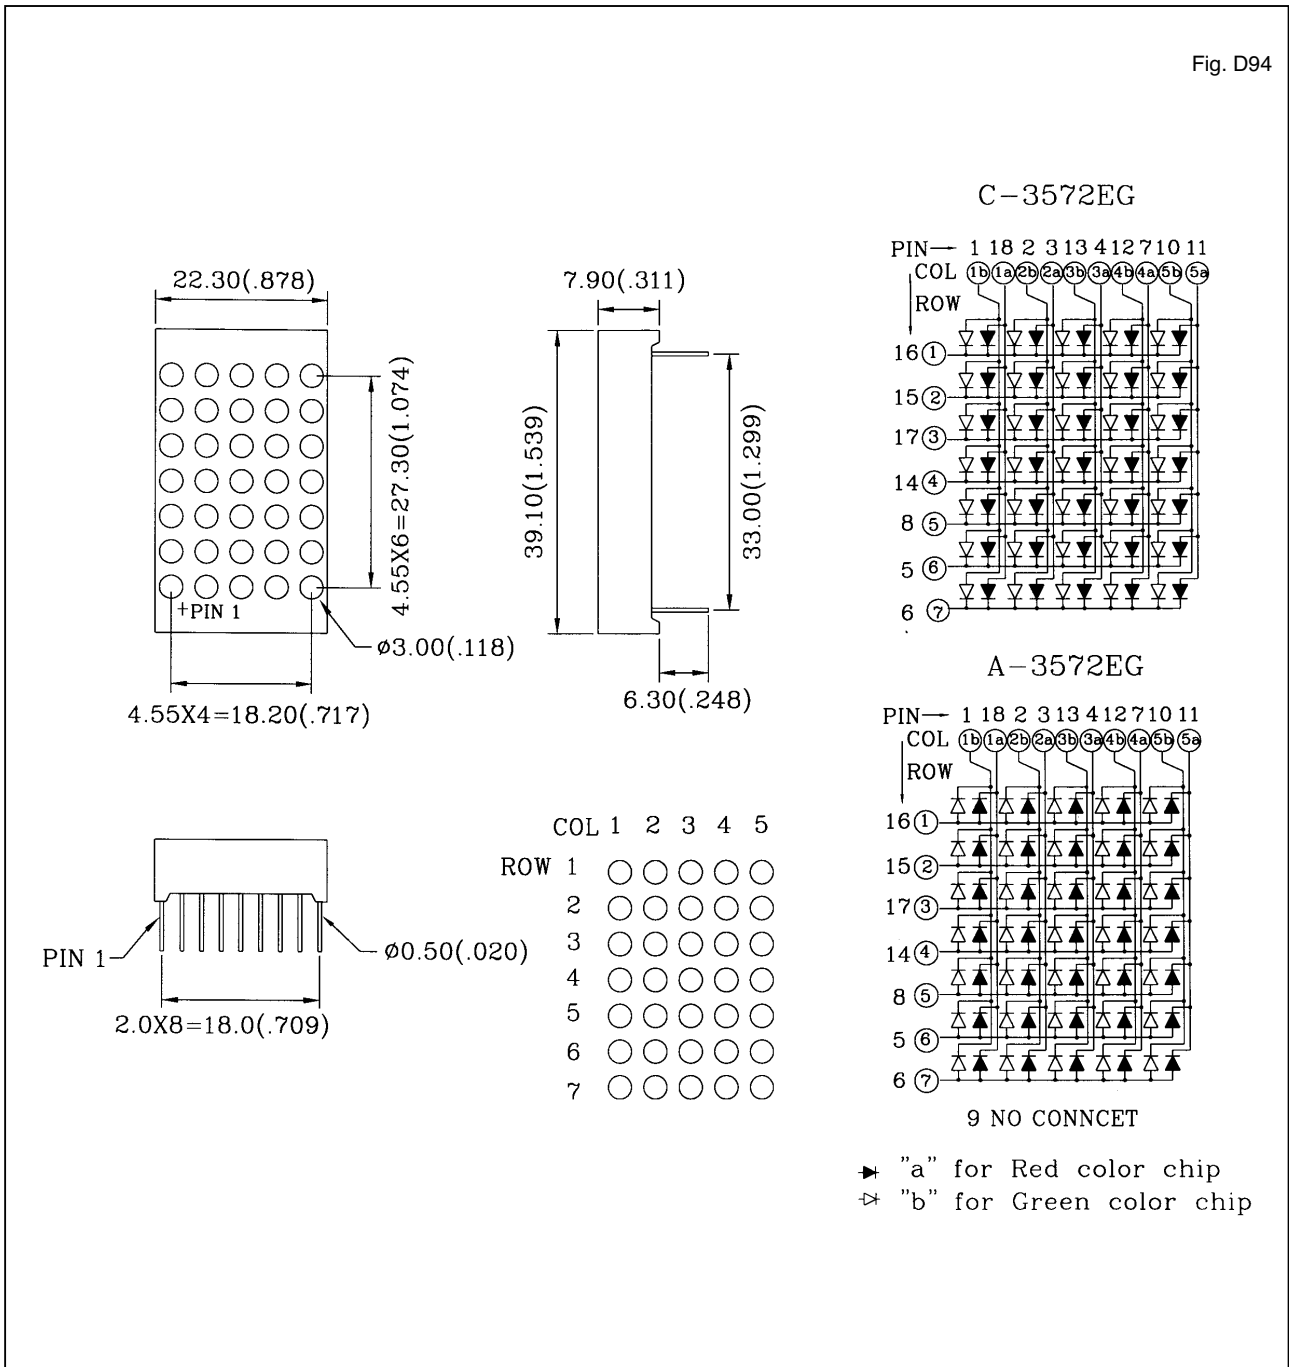 Fig. D94
C-3572EG
PIN→ 1 18 2 3 13 4 12 7 10 11
COL 1b 1a 2b 2a 3b 3a 4b 4a 5b 5a
ROW
16 1
15 2
17 3
14 4
8 5
5 6
6 7
22.30(.878)
7.90(.311)
4.55X6=27.30(1.074)
39.10(1.539)
33.00(1.299)
+PIN 1
ø3.00(.118)
4.55X4=18.20(.717)
6.30(.248)
A-3572EG
PIN→ 1 18 2 3 13 4 12 7 10 11
COL 1b 1a 2b 2a 3b 3a 4b 4a 5b 5a
ROW
16 1
15 2
17 3
14 4
8 5
5 6
6 7
9 NO CONNCET
"a" for Red color chip
"b" for Green color chip
PIN 1
ø0.50(.020)
2.0X8=18.0(.709)
COL 1 2 3 4 5
ROW 1
2
3
4
5
6
7